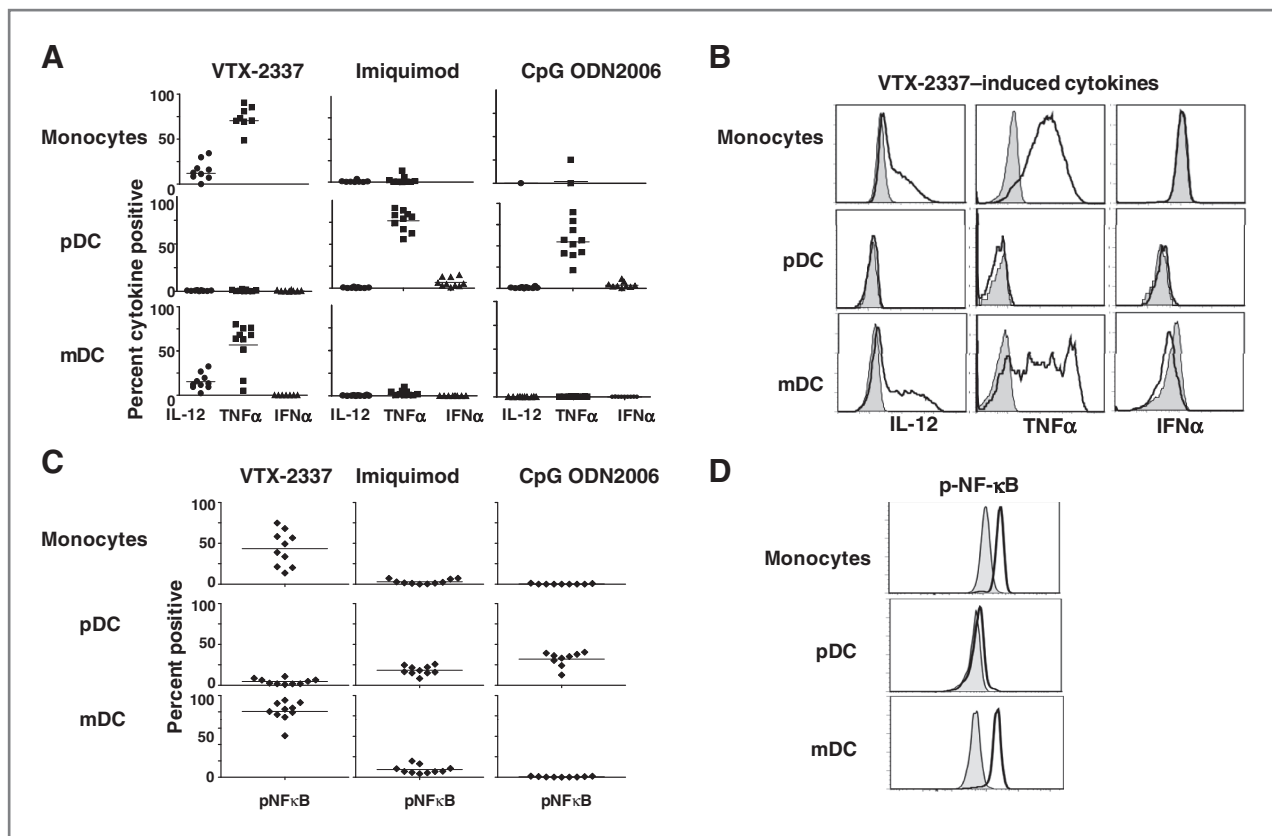 A
VTX-2337 Imiquimod CpG ODN2006
Monocytes
pDC
mDC
Percent cytokine positive
100
50
0
100
50
0
100
50
0
IL-12 TNFα IFNα IL-12 TNFα IFNα IL-12 TNFα IFNα
B
VTX-2337–induced cytokines
Monocytes
pDC
mDC
IL-12 TNFα IFNα
C
VTX-2337 Imiquimod CpG ODN2006
Monocytes
pDC
mDC
Percent positive
100
50
0
100
50
0
100
50
0
pNFκB pNFκB pNFκB
D
p-NF-κB
Monocytes
pDC
mDC